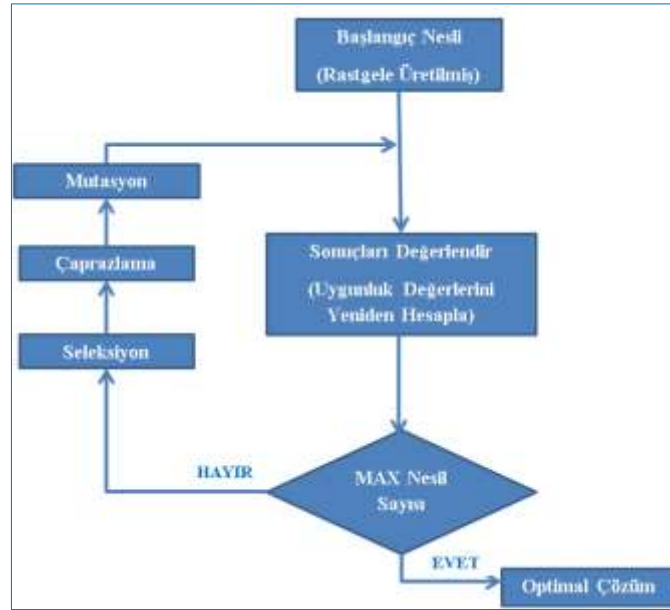 Başlangıç Nesli
(Rastgele Üretilmiş)
Mutasyon
Çaprazlama
Seleksiyon
Sonuçları Değerlendir
(Uygunluk Değerlerini
Yeniden Hesapla)
HAYIR
MAX Nesil
Sayısı
EVET
Optimal Çözüm